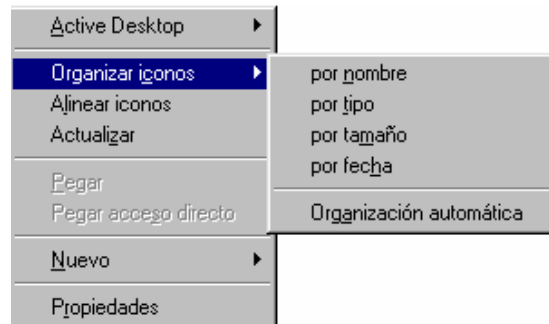 Active Desktop
Organizar iconos
Alinear iconos
Actualizar
Pegar
Pegar acceso directo
Nuevo
Propiedades
por nombre
por tipo
por tamaño
por fecha
Organización automática